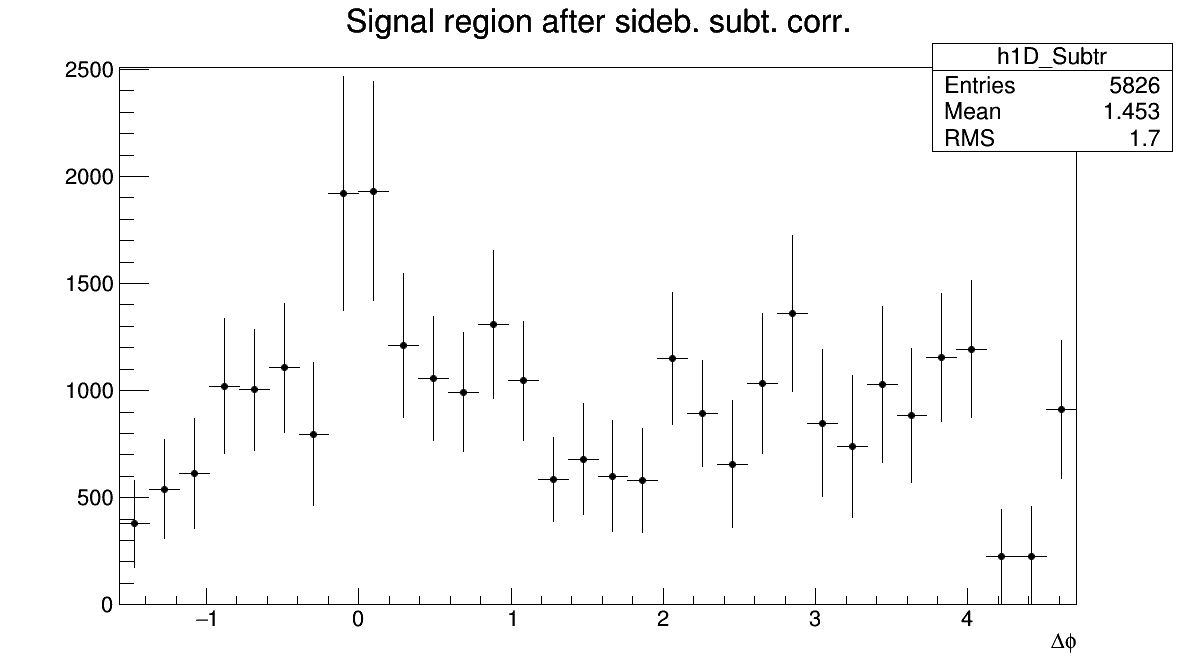 Signal region after sideb. subt. corr.
h1D_Subtr
Entries 5826
Mean 1.453
RMS 1.7
2500
2000
1500
1000
500
0
−1 0 1 2 3 4
Δϕ